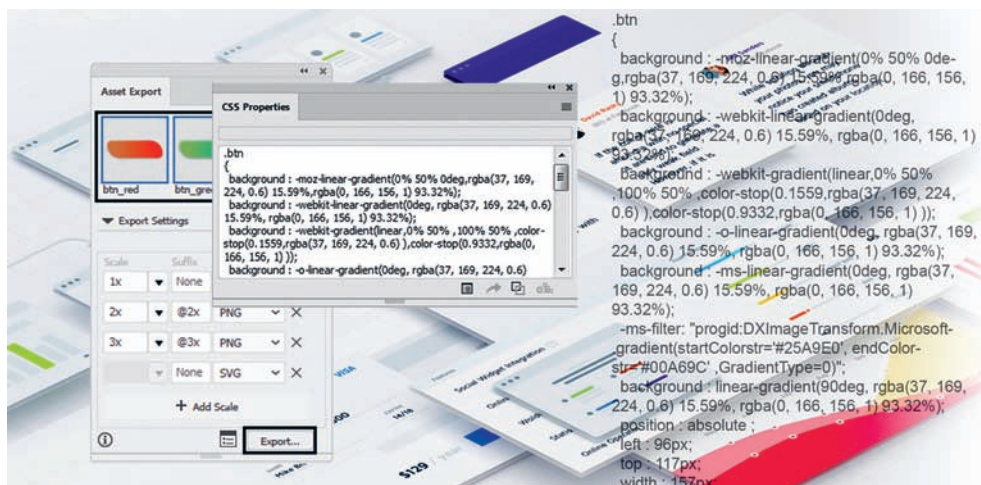 Asset Export
btn_red
btn_gre
Export Settings
Scale
Suffix
1x
None
2x
@2x
PNG
3x
@3x
PNG
None
SVG
+ Add Scale
Export...
CSS Properties
.btn
{
background : -moz-linear-gradient(0% 50% 0deg,rgba(37, 169,
224, 0.6) 15.59%,rgba(0, 166, 156, 1) 93.32%);
background : -webkit-linear-gradient(0deg, rgba(37, 169, 224, 0.6)
15.59%, rgba(0, 166, 156, 1) 93.32%);
background : -webkit-gradient(linear,0% 50% ,100% 50% ,color-
stop(0.1559,rgba(37, 169, 224, 0.6) ),color-stop(0.9332,rgba(0,
166, 156, 1) ));
background : -o-linear-gradient(0deg, rgba(37, 169, 224, 0.6)
.btn
{
background : -moz-linear-gradient(0% 50% 0de-
g,rgba(37, 169, 224, 0.6) 15.59%,rgba(0, 166, 156,
1) 93.32%);
background : -webkit-linear-gradient(0deg,
rgba(37, 169, 224, 0.6) 15.59%, rgba(0, 166, 156, 1)
93.32%);
background : -webkit-gradient(linear,0% 50%
,100% 50% ,color-stop(0.1559,rgba(37, 169, 224,
0.6) ),color-stop(0.9332,rgba(0, 166, 156, 1) ));
background : -o-linear-gradient(0deg, rgba(37, 169,
224, 0.6) 15.59%, rgba(0, 166, 156, 1) 93.32%);
background : -ms-linear-gradient(0deg, rgba(37,
169, 224, 0.6) 15.59%, rgba(0, 166, 156, 1)
93.32%);
-ms-filter: "progid:DXImageTransform.Microsoft-
gradient(startColorstr='#25A9E0', endColor-
str='#00A69C' ,GradientType=0)";
background : linear-gradient(90deg, rgba(37, 169,
224, 0.6) 15.59%, rgba(0, 166, 156, 1) 93.32%);
position : absolute ;
left : 96px;
top : 117px;
width : 157px;
with
VISA
Social Widget Integration
Online
$129 / year